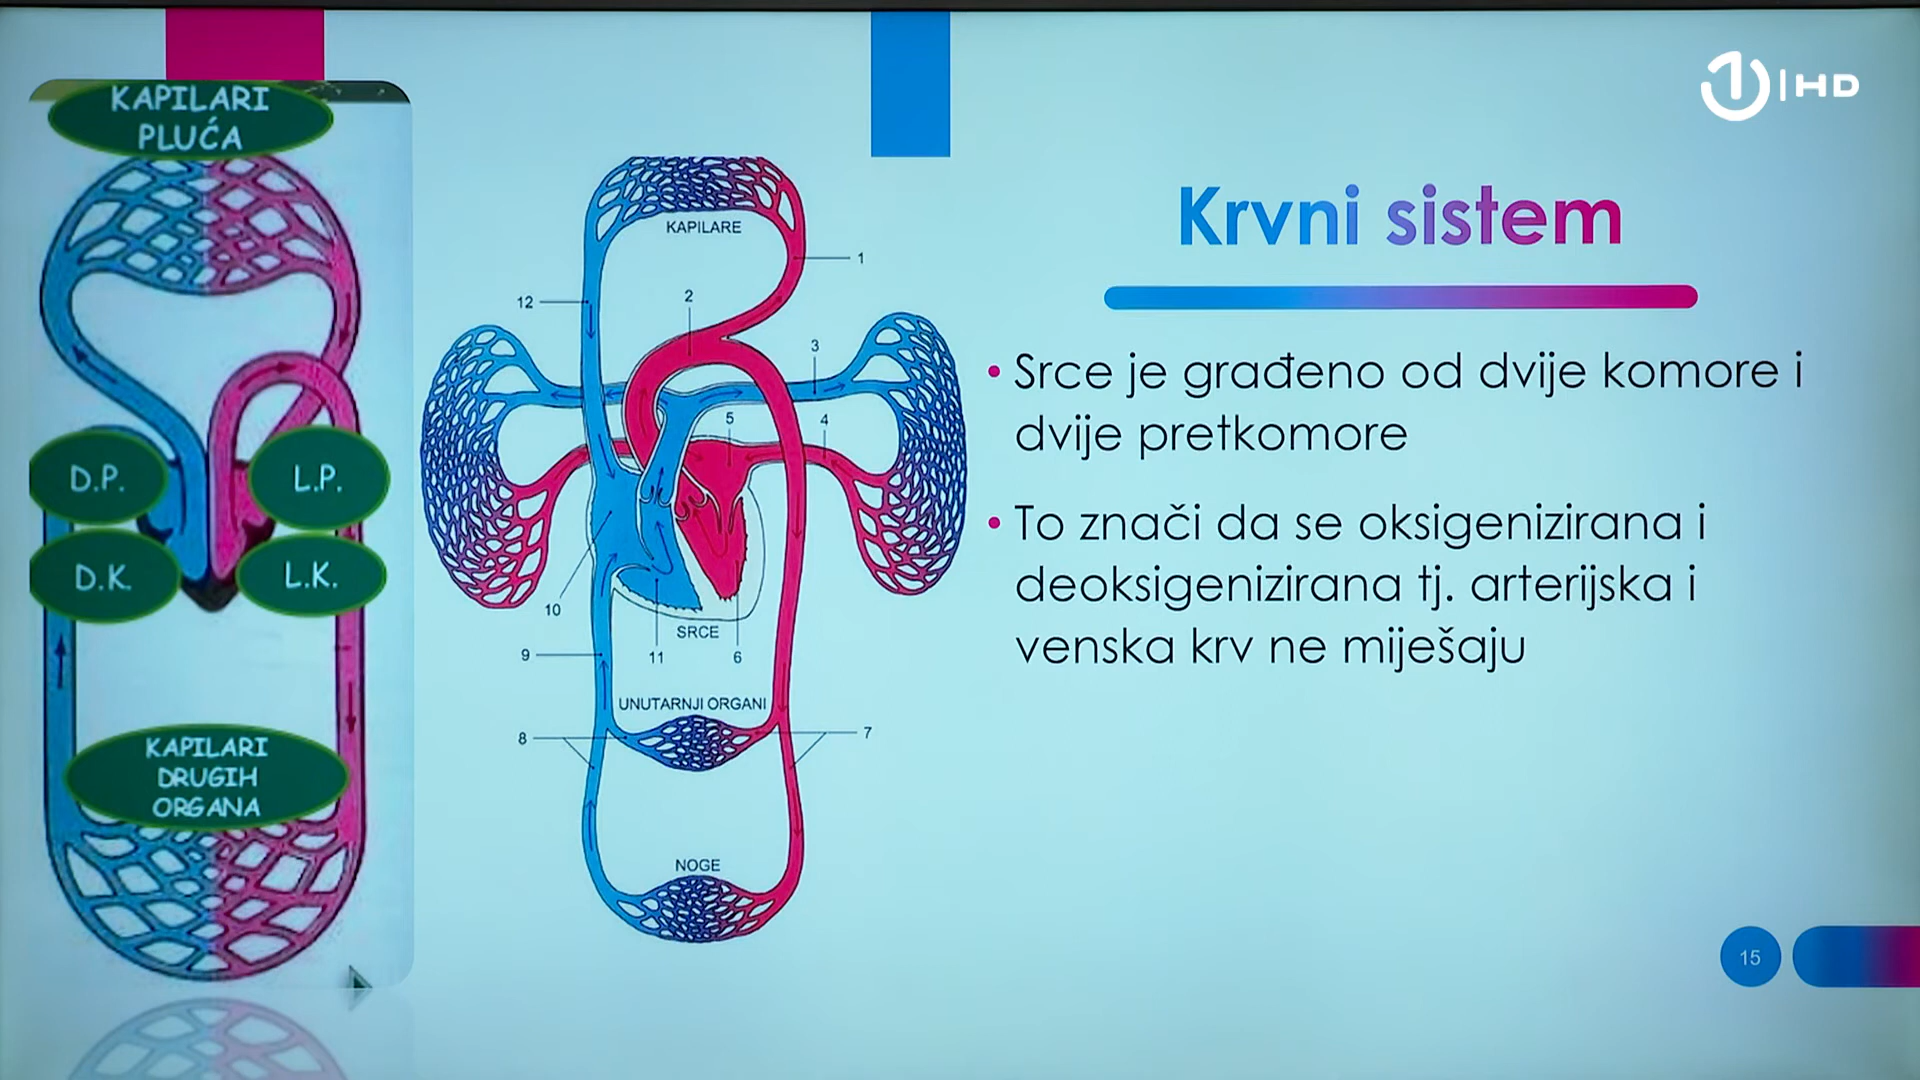 KAPILARI
PLUĆA
D.P.
L.P.
D.K.
L.K.
KAPILARI
DRUGIH
ORGANA
KAPILARE
1
12
2
3
5
4
10
SRCE
9
11
6
UNUTARNJI ORGANI
8
7
NOGE
1 HD
Krvni sistem
• Srce je građeno od dvije komore i
dvije pretkomore
• To znači da se oksigenizirana i
deoksigenizirana tj. arterijska i
venska krv ne miješaju
15